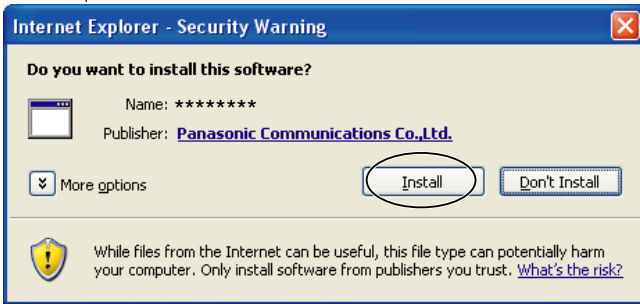 Internet Explorer - Security Warning
Do you want to install this software?
Name: ********
Publisher: Panasonic Communications Co.,Ltd.
More options
Install
Don't Install
While files from the Internet can be useful, this file type can potentially harm
your computer. Only install software from publishers you trust. What's the risk?